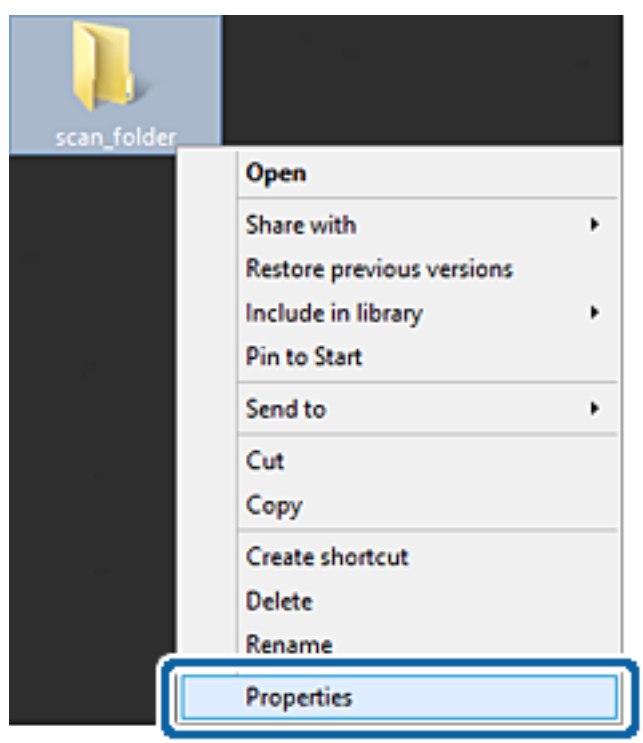 scan_folder
Open
Share with
Restore previous versions
Include in library
Pin to Start
Send to
Cut
Copy
Create shortcut
Delete
Rename
Properties